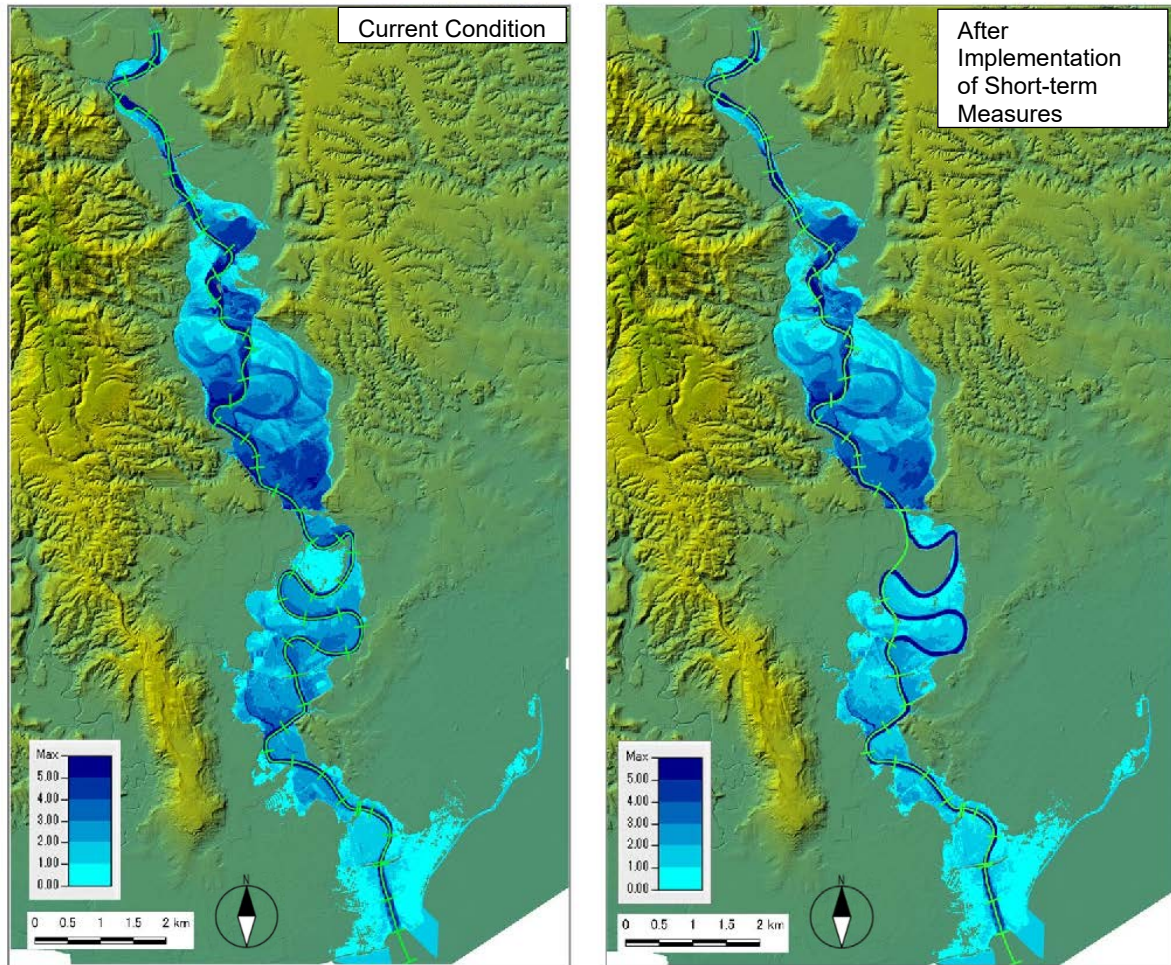 Current Condition
After
Implementation
of Short-term
Measures
Max
5.00
4.00
3.00
2.00
1.00
0.00
N
0 0.5 1 1.5 2 km
Max
5.00
4.00
3.00
2.00
1.00
0.00
N
0 0.5 1 1.5 2 km